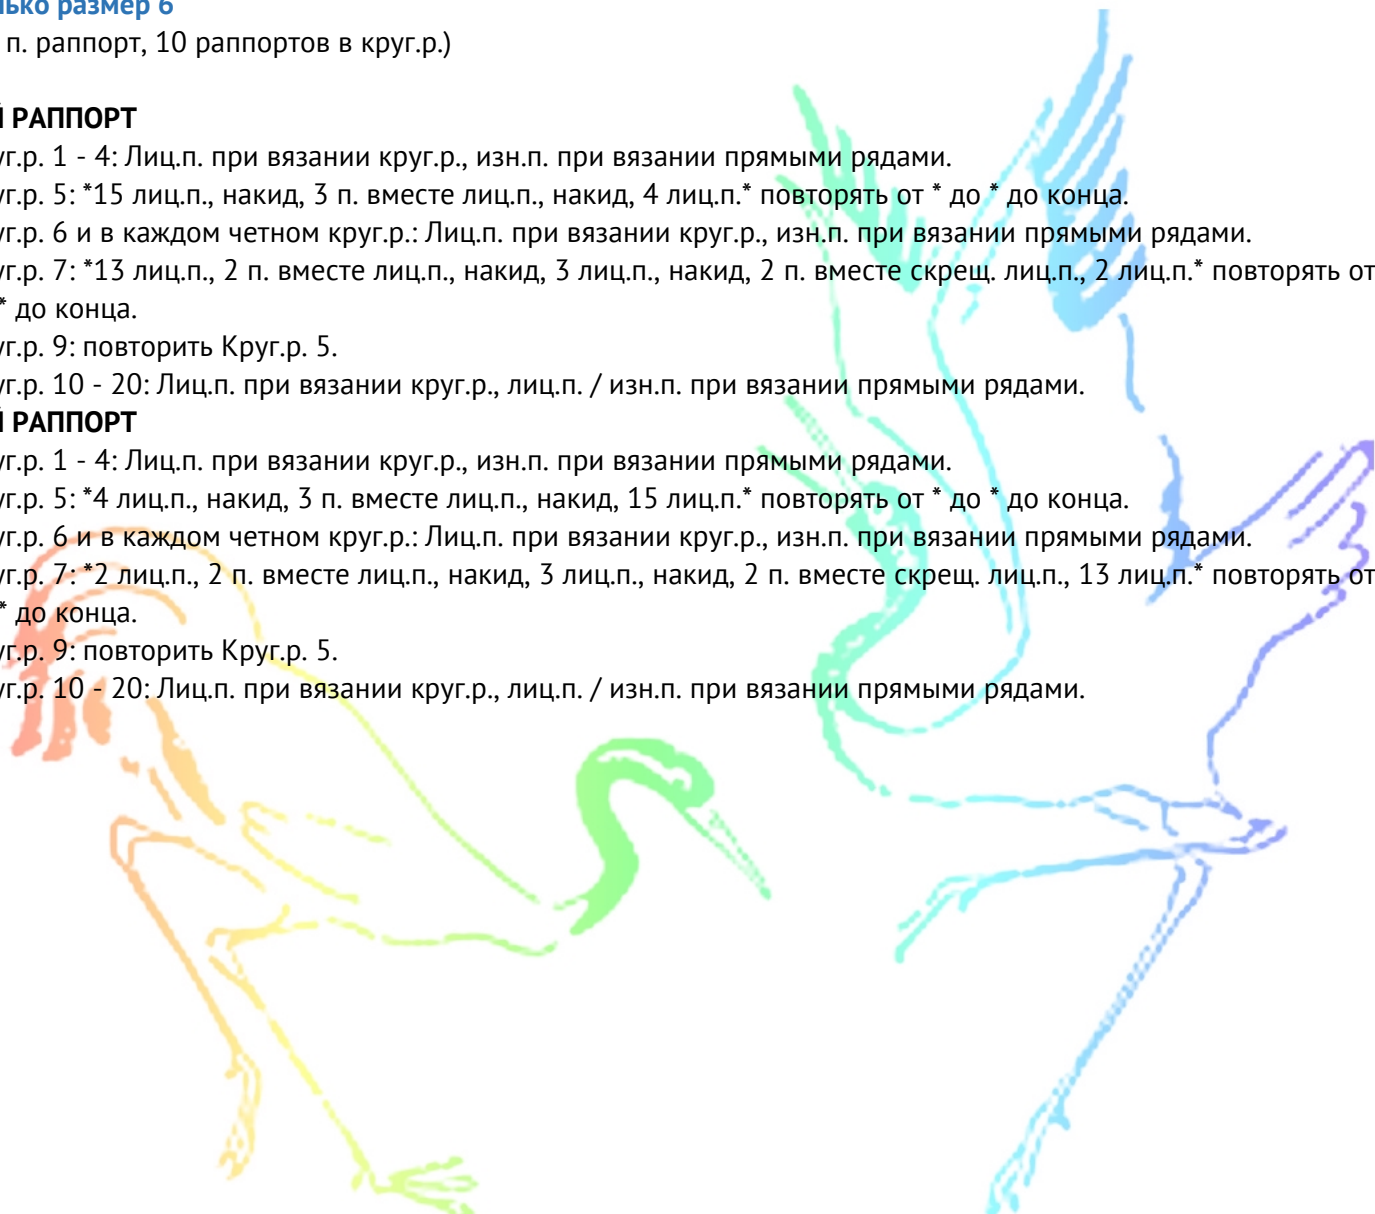 лько размер 6
п. раппорт, 10 раппортов в круг.р.)
Й РАППОРТ
уг.р. 1 - 4: Лиц.п. при вязании круг.р., изн.п. при вязании прямыми рядами.
уг.р. 5: *15 лиц.п., накид, 3 п. вместе лиц.п., накид, 4 лиц.п.* повторять от * до * до конца.
уг.р. 6 и в каждом четном круг.р.: Лиц.п. при вязании круг.р., изн.п. при вязании прямыми рядами.
уг.р. 7: *13 лиц.п., 2 п. вместе лиц.п., накид, 3 лиц.п., накид, 2 п. вместе скрещ. лиц.п., 2 лиц.п.* повторять от
* до конца.
уг.р. 9: повторить Круг.р. 5.
уг.р. 10 - 20: Лиц.п. при вязании круг.р., лиц.п. / изн.п. при вязании прямыми рядами.
Й РАППОРТ
уг.р. 1 - 4: Лиц.п. при вязании круг.р., изн.п. при вязании прямыми рядами.
уг.р. 5: *4 лиц.п., накид, 3 п. вместе лиц.п., накид, 15 лиц.п.* повторять от * до * до конца.
уг.р. 6 и в каждом четном круг.р.: Лиц.п. при вязании круг.р., изн.п. при вязании прямыми рядами.
уг.р. 7: *2 лиц.п., 2 п. вместе лиц.п., накид, 3 лиц.п., накид, 2 п. вместе скрещ. лиц.п., 13 лиц.п.* повторять от
* до конца.
уг.р. 9: повторить Круг.р. 5.
уг.р. 10 - 20: Лиц.п. при вязании круг.р., лиц.п. / изн.п. при вязании прямыми рядами.